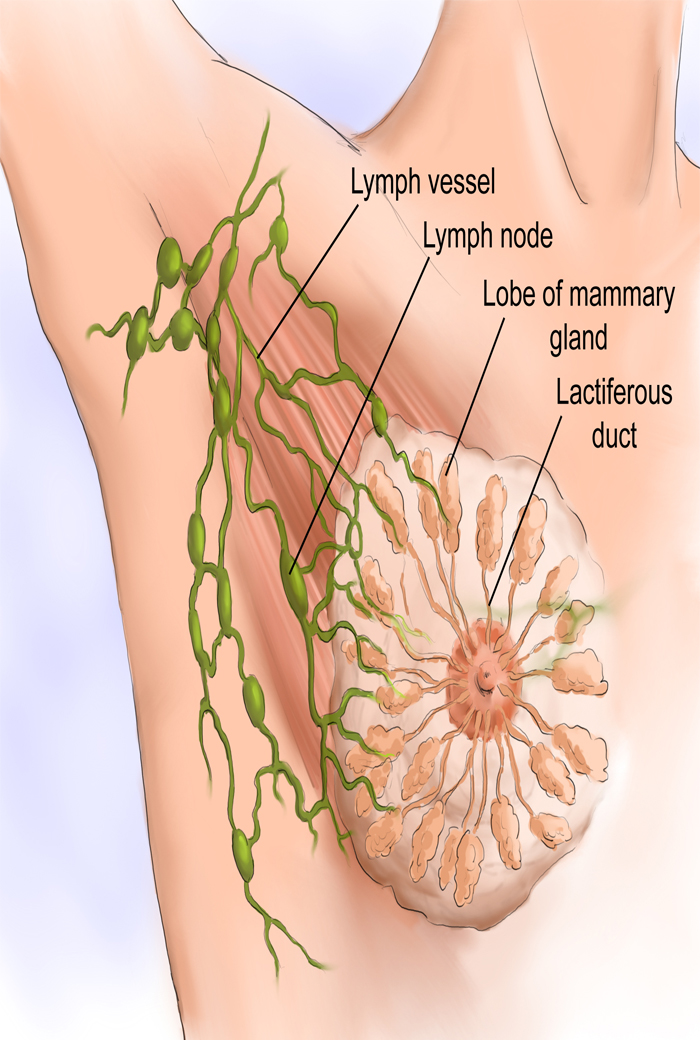 Lymph vessel
Lymph node
Lobe of mammary
gland
Lactiferous
duct